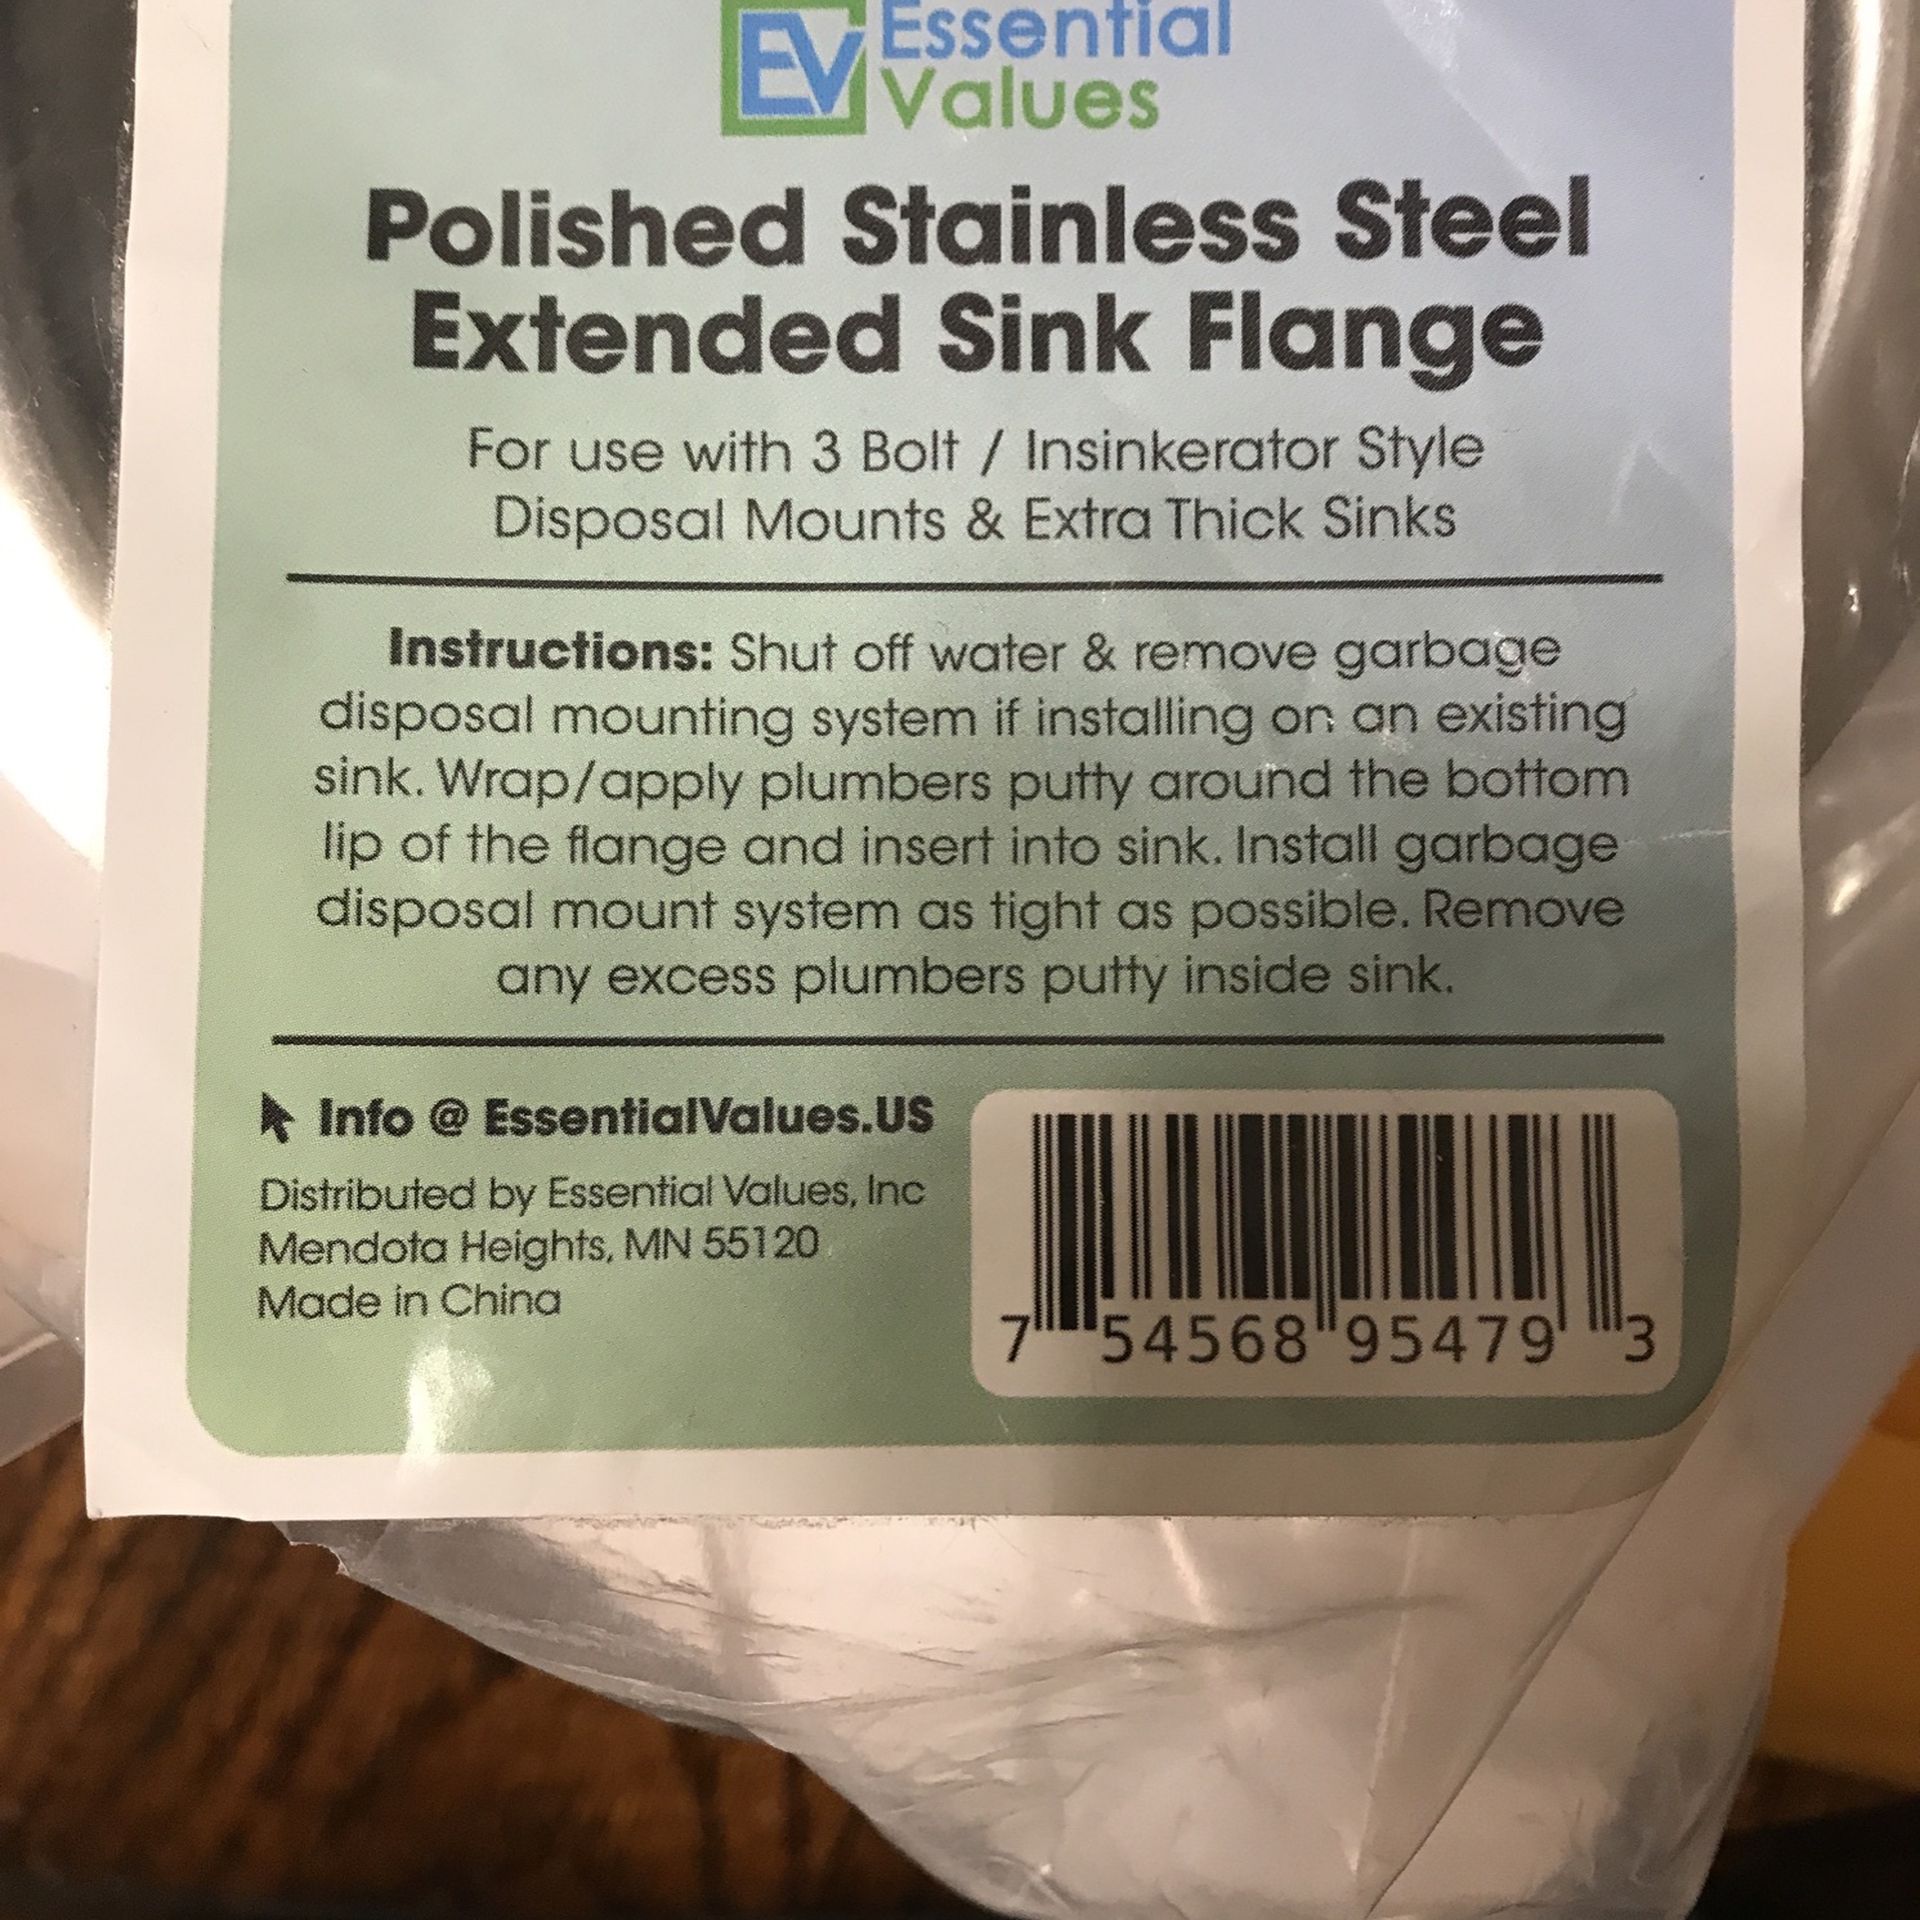 EV Essential
Values
Polished Stainless Steel
Extended Sink Flange
For use with 3 Bolt / Insinkerator Style
Disposal Mounts & Extra Thick Sinks
Instructions: Shut off water & remove garbage
disposal mounting system if installing on an existing
sink. Wrap/apply plumbers putty around the bottom
lip of the flange and insert into sink. Install garbage
disposal mount system as tight as possible. Remove
any excess plumbers putty inside sink.
Info @ EssentialValues.US
Distributed by Essential Values, Inc
Mendota Heights, MN 55120
Made in China
7 54568 95479 3